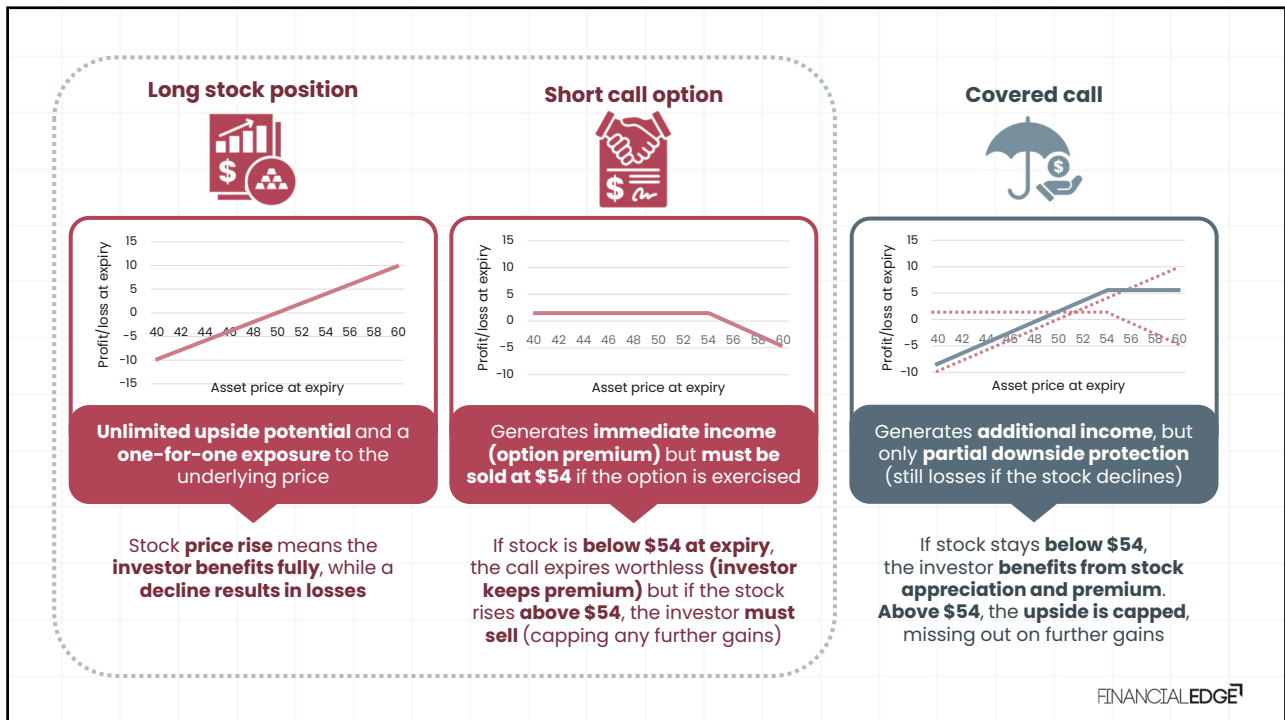 Long stock position
$
Profit/loss at expiry
15
10
5
0
-5
-10
-15
40 42 44 46 48 50 52 54 56 58 60
Asset price at expiry
Unlimited upside potential and a
one-for-one exposure to the
underlying price
Stock price rise means the
investor benefits fully, while a
decline results in losses
Short call option
$
Profit/loss at expiry
15
10
5
0
-5
-10
40 42 44 46 48 50 52 54 56 58 60
Asset price at expiry
Generates immediate income
(option premium) but must be
sold at $54 if the option is exercised
If stock is below $54 at expiry,
the call expires worthless (investor
keeps premium) but if the stock
rises above $54, the investor must
sell (capping any further gains)
Covered call
$
Profit/loss at expiry
15
10
5
0
-5
-10
40 42 44 46 48 50 52 54 56 58 60
Asset price at expiry
Generates additional income, but
only partial downside protection
(still losses if the stock declines)
If stock stays below $54,
the investor benefits from stock
appreciation and premium.
Above $54, the upside is capped,
missing out on further gains
FINANCIALEDGE